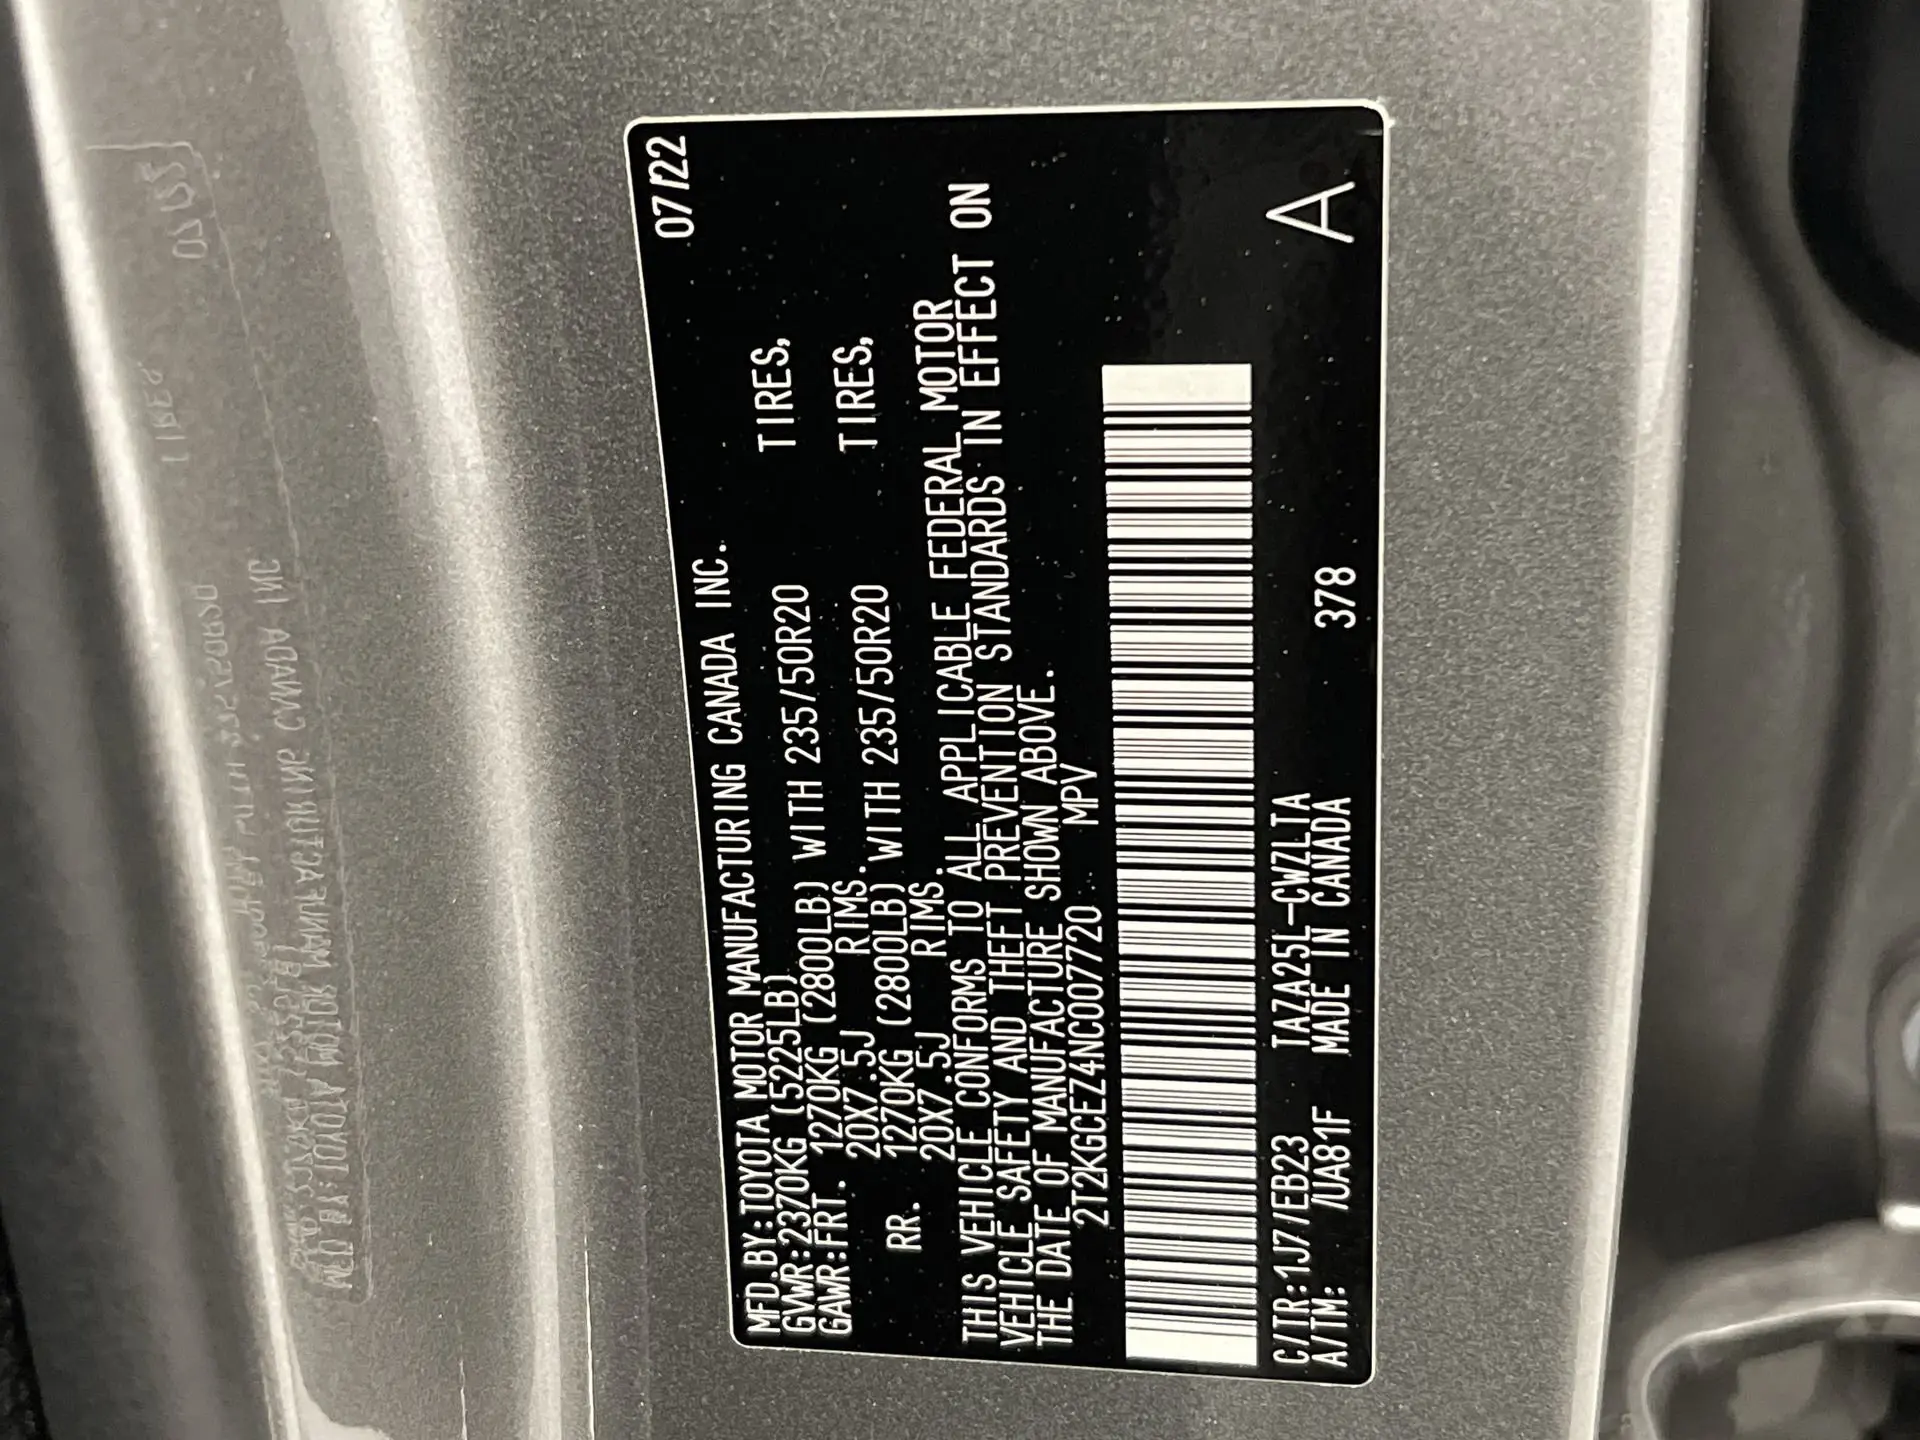 MFD.BY:TOYOTA MOTOR MANUFACTURING CANADA INC. 07/22
GVWR:2370KG (5225LB)
GAWR:FRT. 1270KG (2800LB) WITH 235/50R20 TIRES,
20X7.5J RIMS.
RR. 1270KG (2800LB) WITH 235/50R20 TIRES,
20X7.5J RIMS.
THIS VEHICLE CONFORMS TO ALL APPLICABLE FEDERAL MOTOR
VEHICLE SAFETY AND THEFT PREVENTION STANDARDS IN EFFECT ON
THE DATE OF MANUFACTURE SHOWN ABOVE.
2T2KGCEZ4NC007720 MPV
C/TR:1J7/EB23 TAZA25L-CWZLTA A
A/TM: /UA81F MADE IN CANADA 378